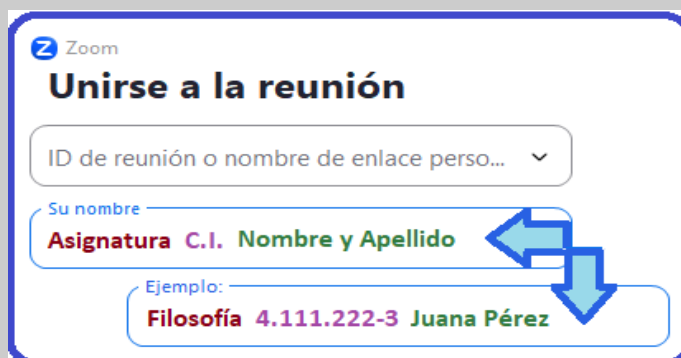 Zoom
Unirse a la reunión
ID de reunión o nombre de enlace perso...
Su nombre
Asignatura C.I. Nombre y Apellido
Ejemplo:
Filosofía 4.111.222-3 Juana Pérez